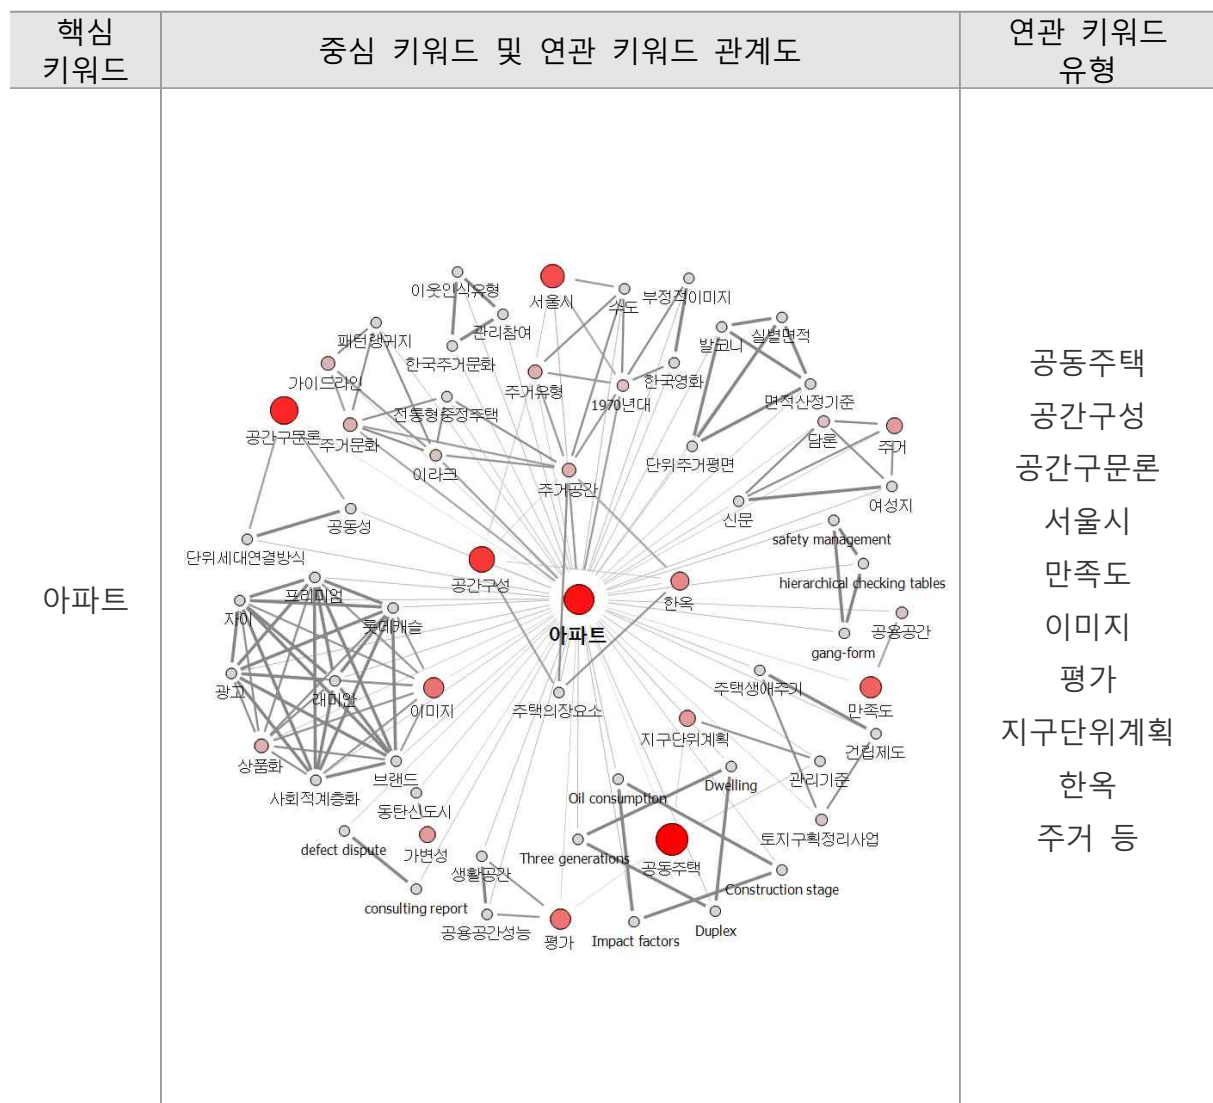 핵심
키워드
중심 키워드 및 연관 키워드 관계도
연관 키워드
유형
아파트
이웃인식유형
서울시
수도
부정적이미지
관리참여
패턴랭귀지
한국주거문화
발코니
실별면적
가이드라인
주거유형
1970년대
한국영화
면적산정기준
전통형중정주택
공간구문론
주거문화
이라크
주거공간
단위주거평면
담론
주거
여성지
신문
공동성
단위세대연결방식
safety management
hierarchical checking tables
공간구성
한옥
아파트
공용공간
gang-form
프리미엄
자이
롯데캐슬
광고
래미안
이미지
주택의장요소
주택생애주기
만족도
지구단위계획
건립제도
상품화
사회적계층화
브랜드
동탄신도시
관리기준
Oil consumption
Dwelling
토지구획정리사업
defect dispute
가변성
Three generations
공동주택
생활공간
Construction stage
consulting report
공용공간성능
평가
Impact factors
Duplex
공동주택
공간구성
공간구문론
서울시
만족도
이미지
평가
지구단위계획
한옥
주거 등